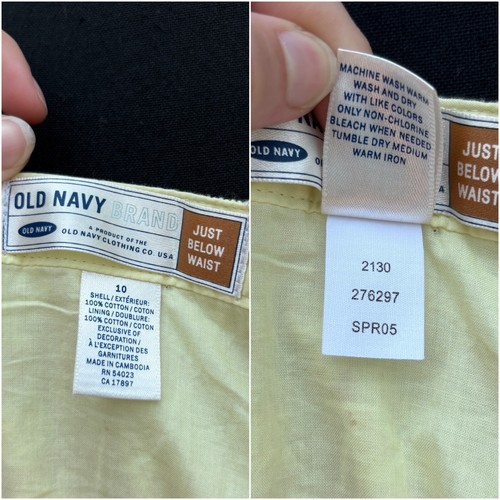 OLD NAVY BRAND
OLD NAVY
A PRODUCT OF THE
OLD NAVY CLOTHING CO. USA
JUST
BELOW
WAIST
10
SHELL / EXTÉRIEUR:
100% COTTON / COTON
LINING / DOUBLURE:
100% COTTON / COTON
EXCLUSIVE OF
DECORATION /
À L'EXCEPTION DES
GARNITURES
MADE IN CAMBODIA
RN 54023
CA 17897
MACHINE WASH WARM
WASH AND DRY
WITH LIKE COLORS
ONLY NON-CHLORINE
BLEACH WHEN NEEDED
TUMBLE DRY MEDIUM
WARM IRON
OLD NAVY
JUST
BELOW
WAIST
2130
276297
SPR05